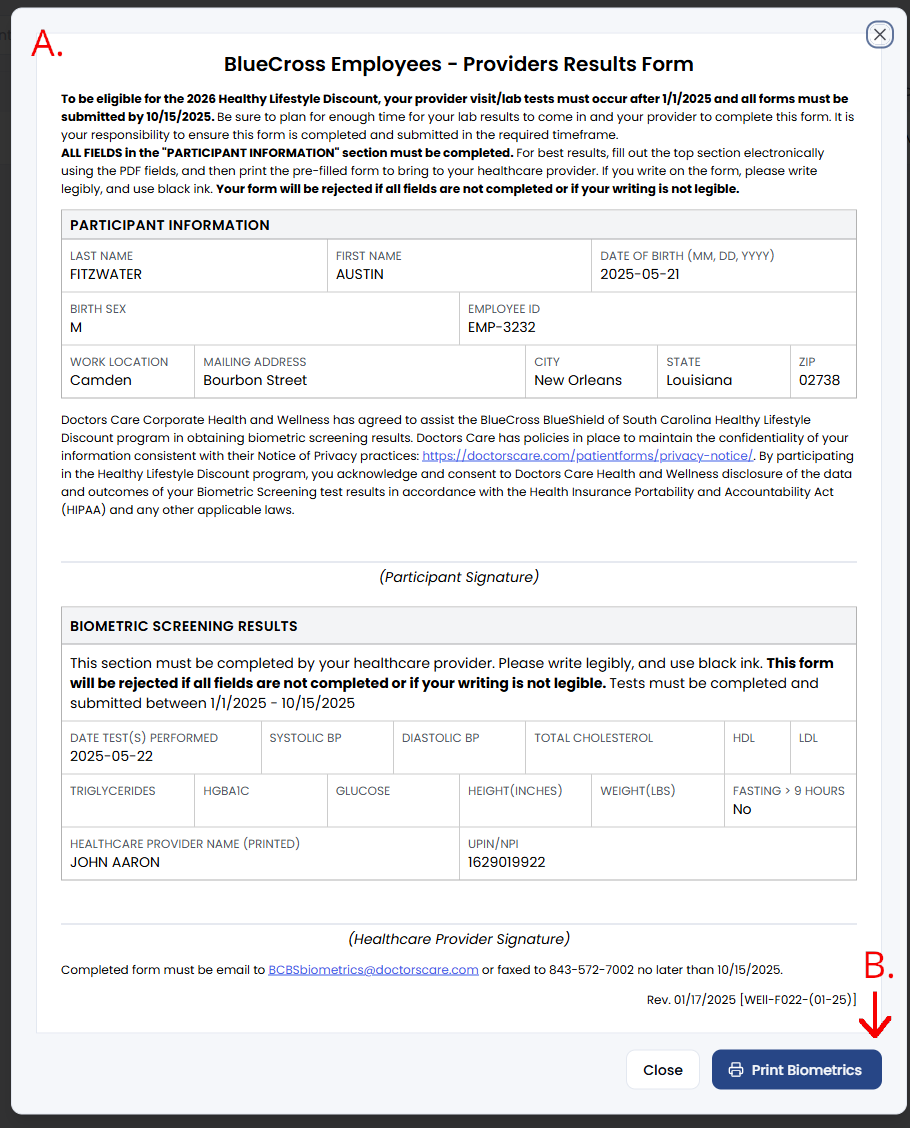 A.
BlueCross Employees - Providers Results Form
To be eligible for the 2026 Healthy Lifestyle Discount, your provider visit/lab tests must occur after 1/1/2025 and all forms must be
submitted by 10/15/2025. Be sure to plan for enough time for your lab results to come in and your provider to complete this form. It is
your responsibility to ensure this form is completed and submitted in the required timeframe.
ALL FIELDS in the "PARTICIPANT INFORMATION" section must be completed. For best results, fill out the top section electronically
using the PDF fields, and then print the pre-filled form to bring to your healthcare provider. If you write on the form, please write
legibly, and use black ink. Your form will be rejected if all fields are not completed or if your writing is not legible.
PARTICIPANT INFORMATION
LAST NAME FIRST NAME DATE OF BIRTH (MM, DD, YYYY)
FITZWATER AUSTIN 2025-05-21
BIRTH SEX EMPLOYEE ID
M EMP-3232
WORK LOCATION MAILING ADDRESS CITY STATE ZIP
Camden Bourbon Street New Orleans Louisiana 02738
Doctors Care Corporate Health and Wellness has agreed to assist the BlueCross BlueShield of South Carolina Healthy Lifestyle
Discount program in obtaining biometric screening results. Doctors Care has policies in place to maintain the confidentiality of your
information consistent with their Notice of Privacy practices: https://doctorscare.com/patientforms/privacy-notice/. By participating
in the Healthy Lifestyle Discount program, you acknowledge and consent to Doctors Care Health and Wellness disclosure of the data
and outcomes of your Biometric Screening test results in accordance with the Health Insurance Portability and Accountability Act
(HIPAA) and any other applicable laws.
(Participant Signature)
BIOMETRIC SCREENING RESULTS
This section must be completed by your healthcare provider. Please write legibly, and use black ink. This form
will be rejected if all fields are not completed or if your writing is not legible. Tests must be completed and
submitted between 1/1/2025 - 10/15/2025
DATE TEST(S) PERFORMED SYSTOLIC BP DIASTOLIC BP TOTAL CHOLESTEROL HDL LDL
2025-05-22
TRIGLYCERIDES HGBA1C GLUCOSE HEIGHT(INCHES) WEIGHT(LBS) FASTING > 9 HOURS
No
HEALTHCARE PROVIDER NAME (PRINTED) UPIN/NPI
JOHN AARON 1629019922
(Healthcare Provider Signature)
Completed form must be email to BCBSbiometrics@doctorscare.com or faxed to 843-572-7002 no later than 10/15/2025.
B.
Rev. 01/17/2025 [WEII-F022-(01-25)]
Close Print Biometrics